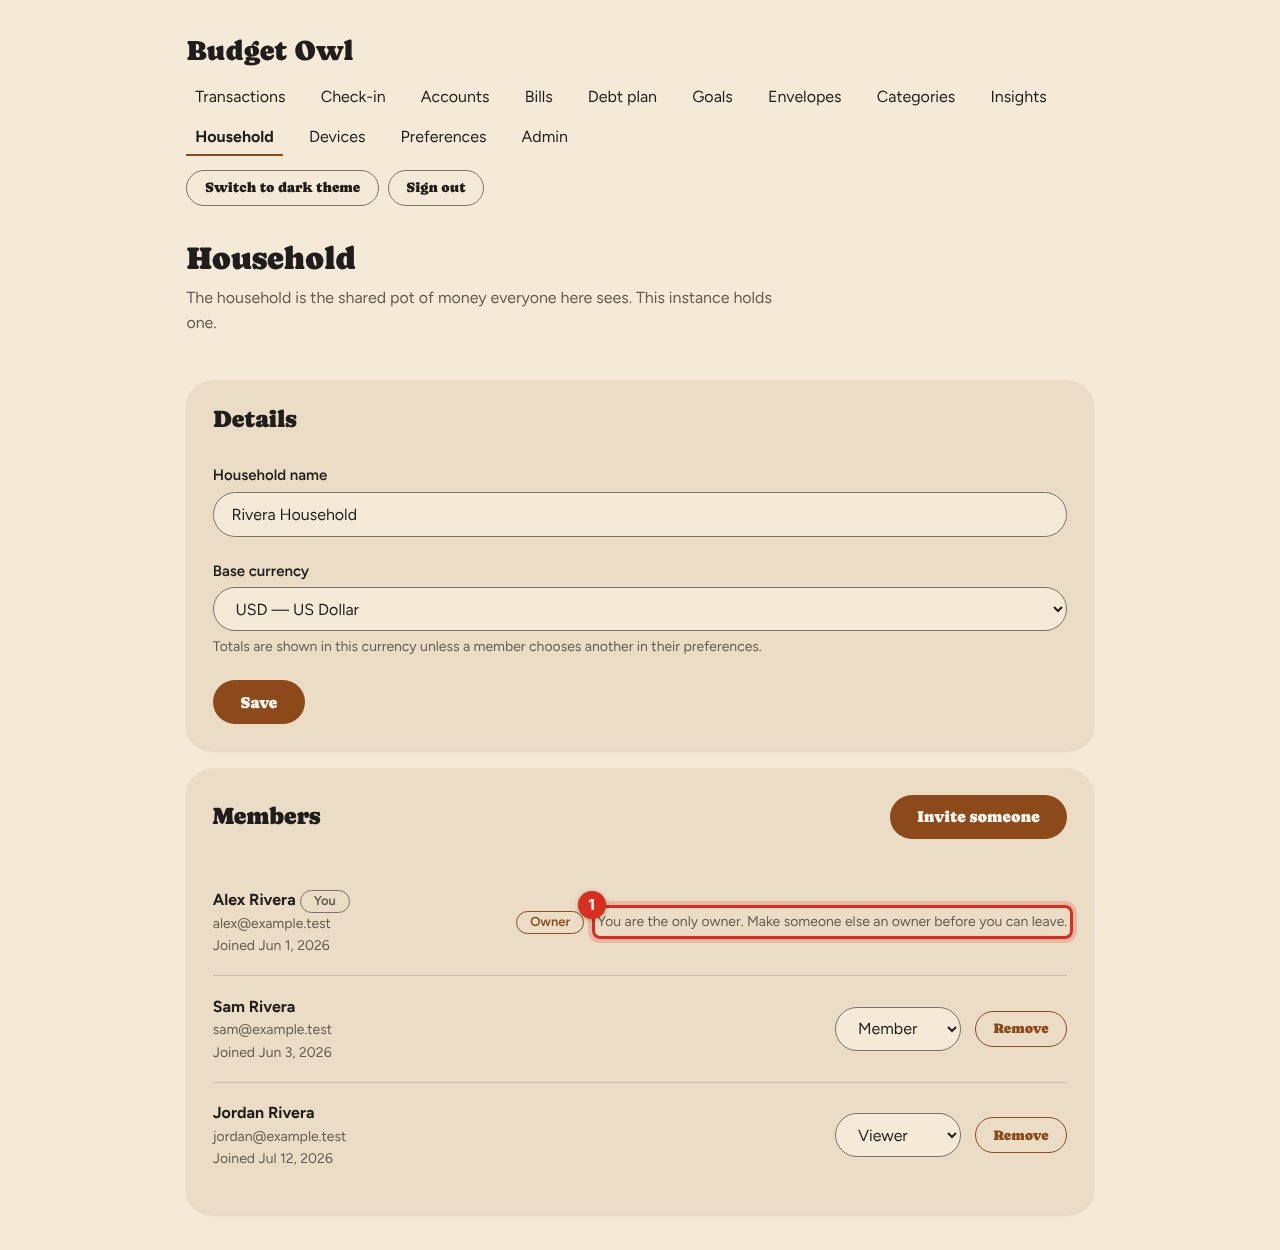 Budget Owl
Transactions Check-in Accounts Bills Debt plan Goals Envelopes Categories Insights
Household Devices Preferences Admin
Switch to dark theme Sign out
Household
The household is the shared pot of money everyone here sees. This instance holds
one.
Details
Household name
Rivera Household
Base currency
USD — US Dollar
Totals are shown in this currency unless a member chooses another in their preferences.
Save
Members Invite someone
Alex Rivera You
alex@example.test
Joined Jun 1, 2026
Owner 1 You are the only owner. Make someone else an owner before you can leave.
Sam Rivera
sam@example.test
Joined Jun 3, 2026
Member Remove
Jordan Rivera
jordan@example.test
Joined Jul 12, 2026
Viewer Remove